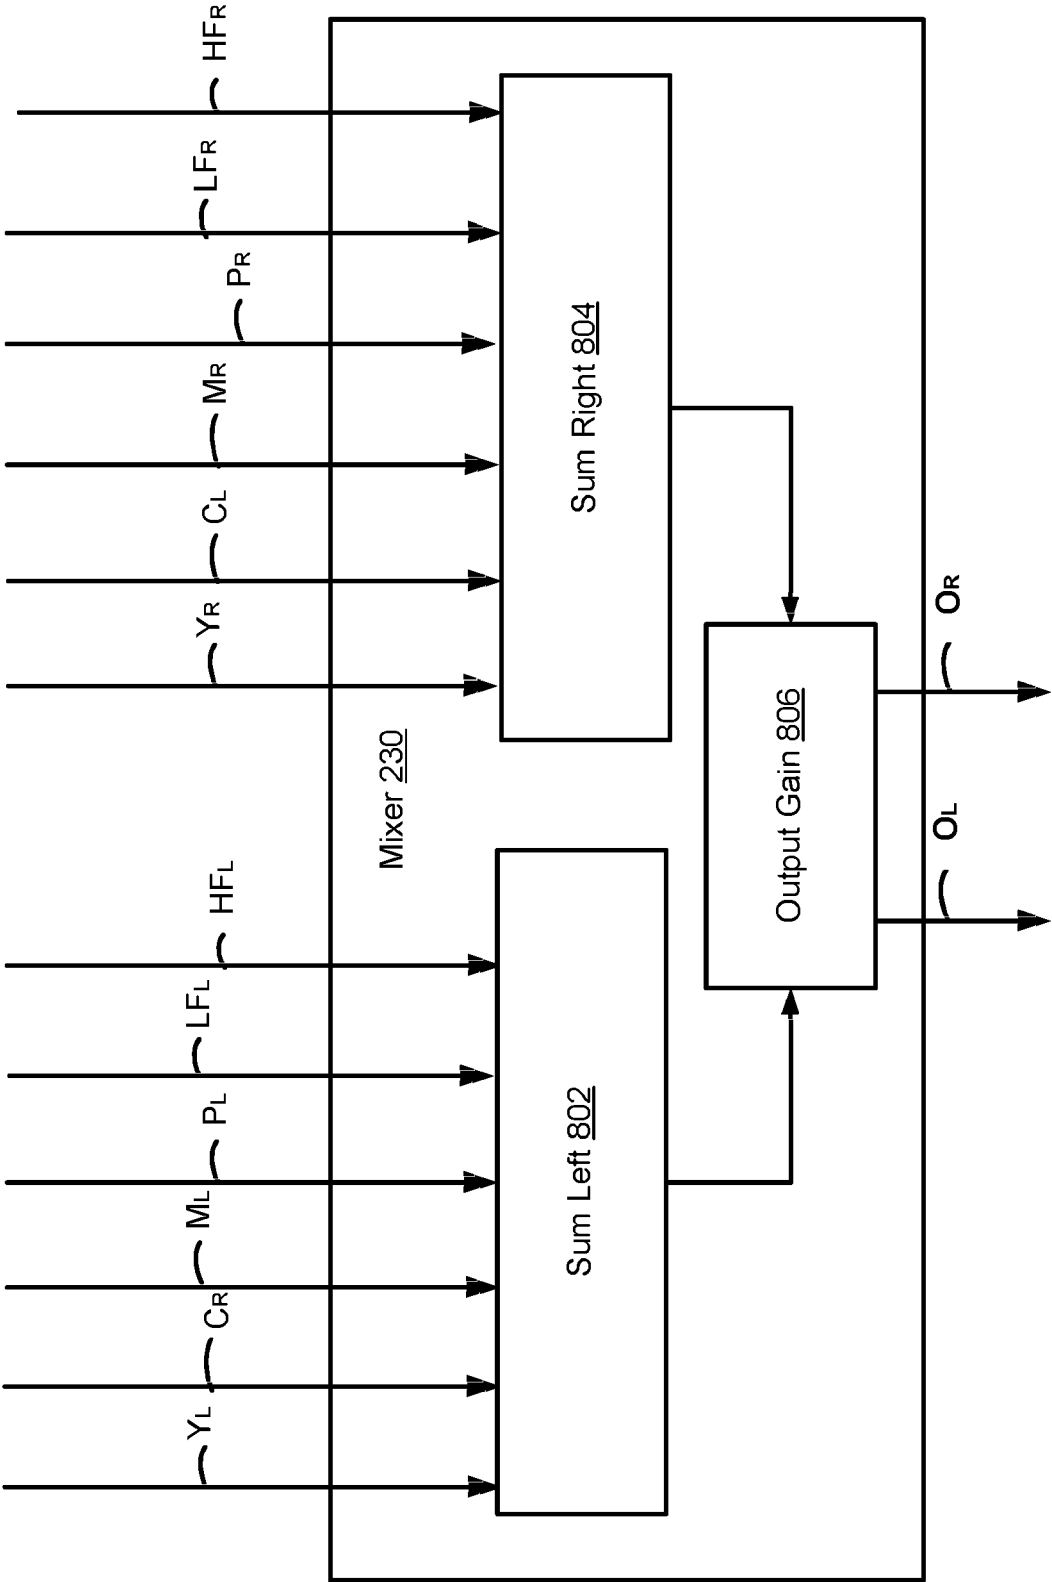 YL
CR
ML
PL
LFL
HFL
YR
CL
MR
PR
LFR
HFR
Mixer 230
Sum Left 802
Sum Right 804
Output Gain 806
OL
OR